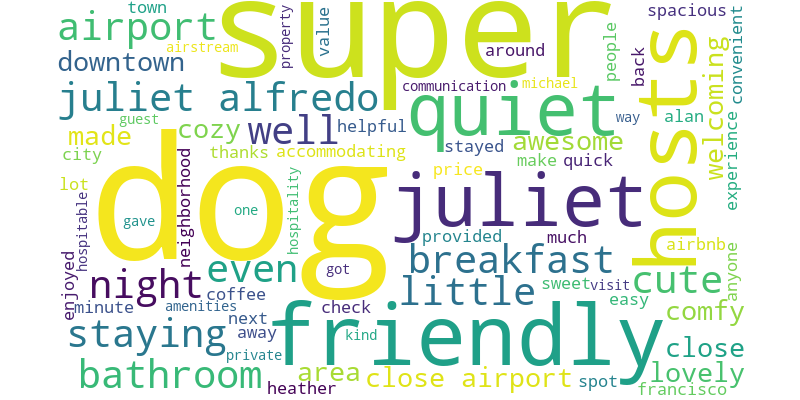 town
super
property
value
spacious
airport
airstream
around
people
hosts
convenient
downtown
back
welcoming
juliet alfredo
communication
michael
quiet
guest
well
helpful
way
alan
made
cozy
stayed
awesome
experience
city
thanks
accommodating
make
quick
dog
neighborhood
price
lot
juliet
hospitable
hospitality
gave
one
provided
much
airbnb
enjoyed
even
got
breakfast
anyone
night
little
sweet
visit
cute
coffee
easy
minute
amenities
check
comfy
staying
next
away
friendly
kind
close
private
bathroom
area
close airport
spot
lovely
heather
francisco